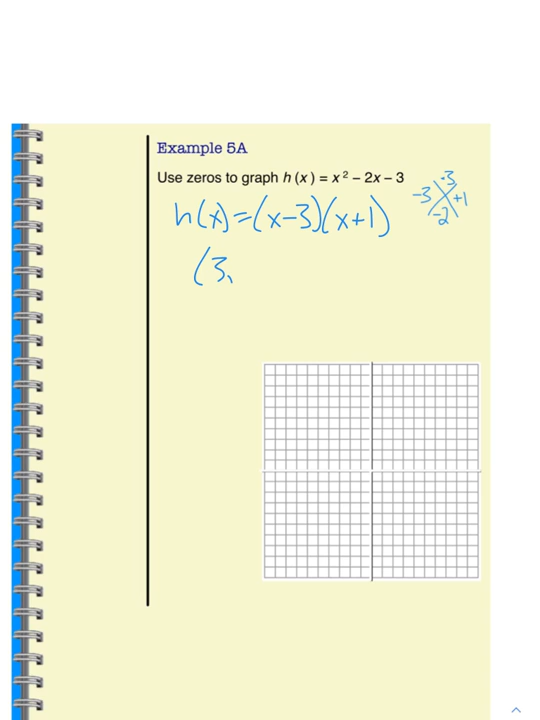 Example 5A
Use zeros to graph h (x) = x² – 2x – 3
-3
-3 +1
-2
h(x)=(x-3)(x+1)
(3,